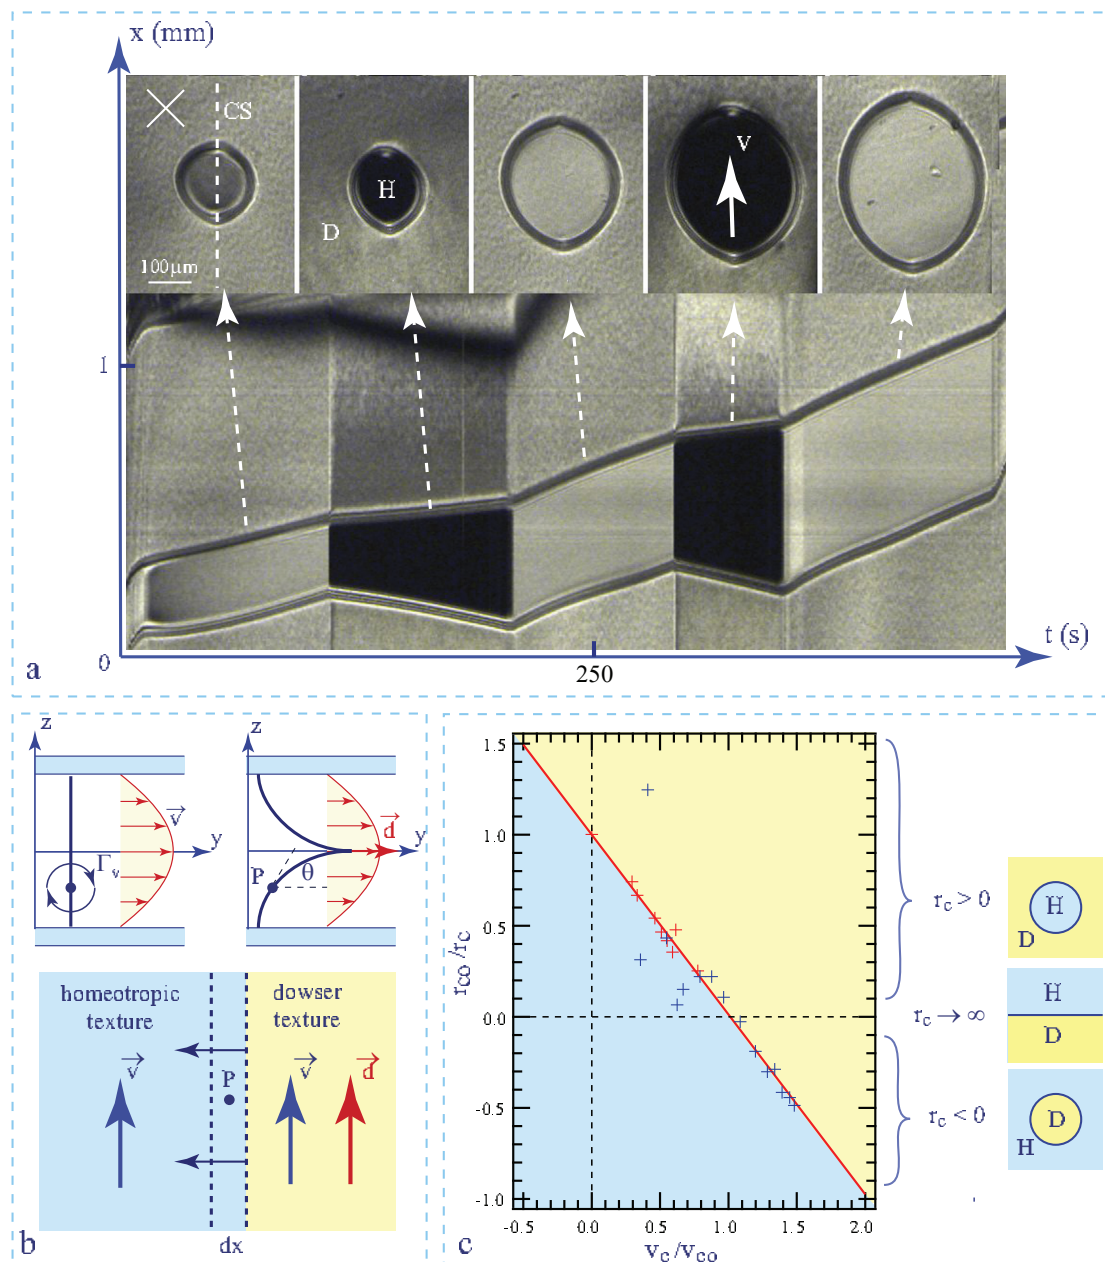 x (mm)
CS
H
D
100µm
v
1
0
250
t (s)
a
z
z
v
y
Γv
d
y
P
θ
homeotropic
texture
dowser
texture
v
P
v
d
dx
b
1.5
1.0
0.5
0.0
-0.5
-1.0
rco/rc
-0.5
0.0
0.5
1.0
1.5
2.0
vc/vco
c
rc > 0
rc → ∞
rc < 0
H
D
H
D
D
H